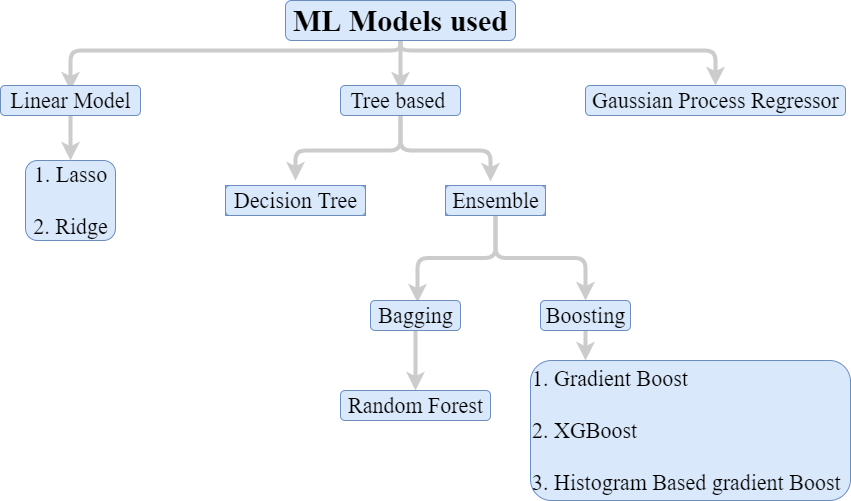 ML Models used
Linear Model
Tree based
Gaussian Process Regressor
1. Lasso
2. Ridge
Decision Tree
Ensemble
Bagging
Boosting
Random Forest
1. Gradient Boost
2. XGBoost
3. Histogram Based gradient Boost